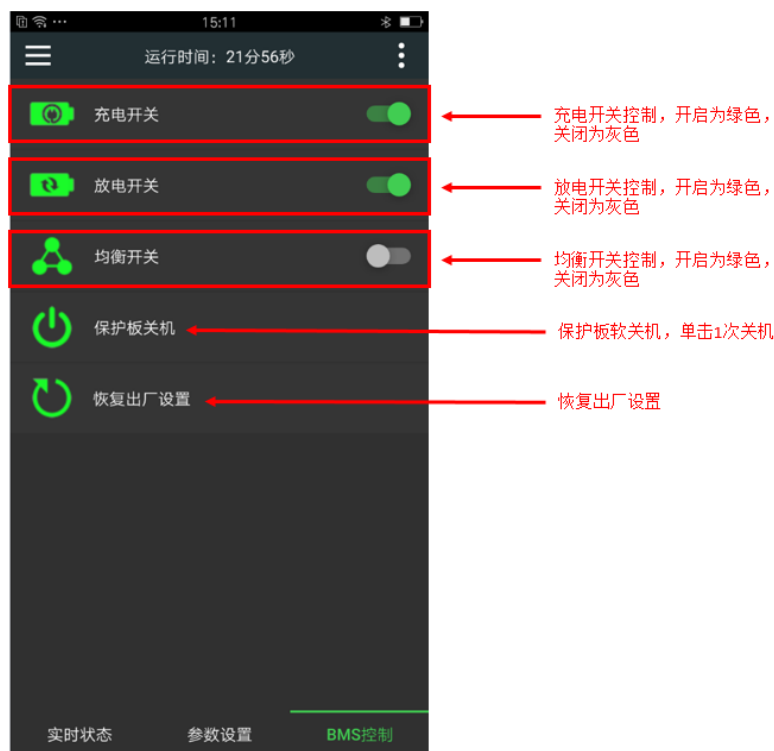 15:11
运行时间：21分56秒
充电开关
充电开关控制，开启为绿色，
关闭为灰色
放电开关
放电开关控制，开启为绿色，
关闭为灰色
均衡开关
均衡开关控制，开启为绿色，
关闭为灰色
保护板关机
保护板软关机，单击1次关机
恢复出厂设置
恢复出厂设置
实时状态 参数设置 BMS控制